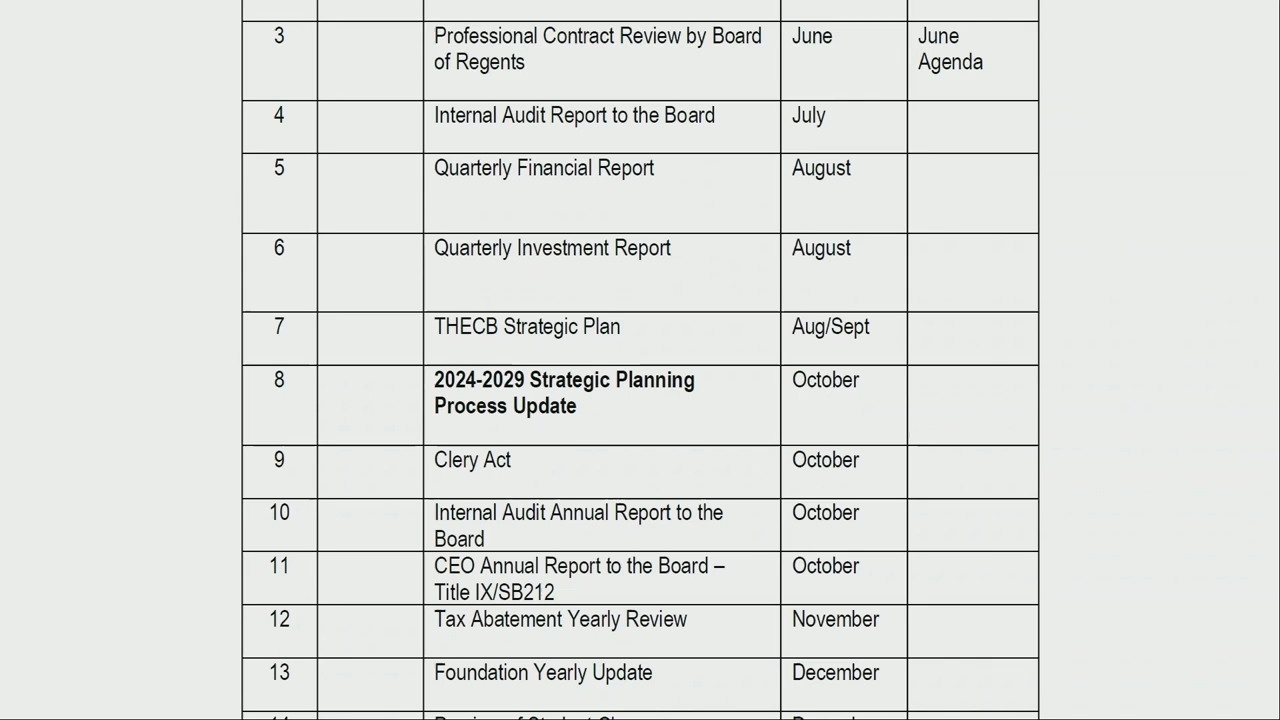 3 Professional Contract Review by Board June June
of Regents Agenda
4 Internal Audit Report to the Board July
5 Quarterly Financial Report August
6 Quarterly Investment Report August
7 THECB Strategic Plan Aug/Sept
8 2024-2029 Strategic Planning October
Process Update
9 Clery Act October
10 Internal Audit Annual Report to the October
Board
11 CEO Annual Report to the Board – October
Title IX/SB212
12 Tax Abatement Yearly Review November
13 Foundation Yearly Update December